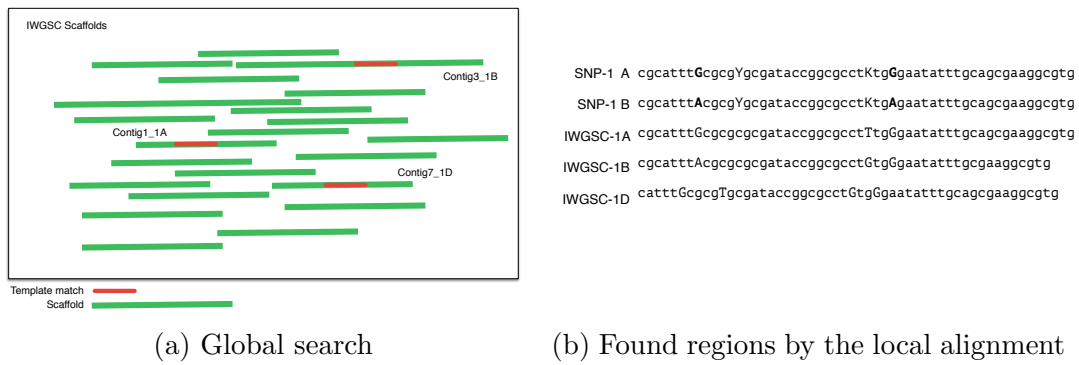 IWGSC Scaffolds
Contig3_1B
Contig1_1A
Contig7_1D
Template match
Scaffold
(a) Global search
SNP-1 A cgcatttGcgcgYgcgataccggcgcctKtgGgaatatttgcagcgaaggcgtg
SNP-1 B cgcatttAcgcgYgcgataccggcgcctKtgAgaatatttgcagcgaaggcgtg
IWGSC-1A cgcatttGcgcgcgcgataccggcgcctTtgGgaatatttgcagcgaaggcgtg
IWGSC-1B cgcatttAcgcgcgcgataccggcgcctGtgGgaatatttgcgaaggcgtg
IWGSC-1D catttGcgcgTgcgataccggcgcctGtgGgaatatttgcagcgaaggcgtg
(b) Found regions by the local alignment